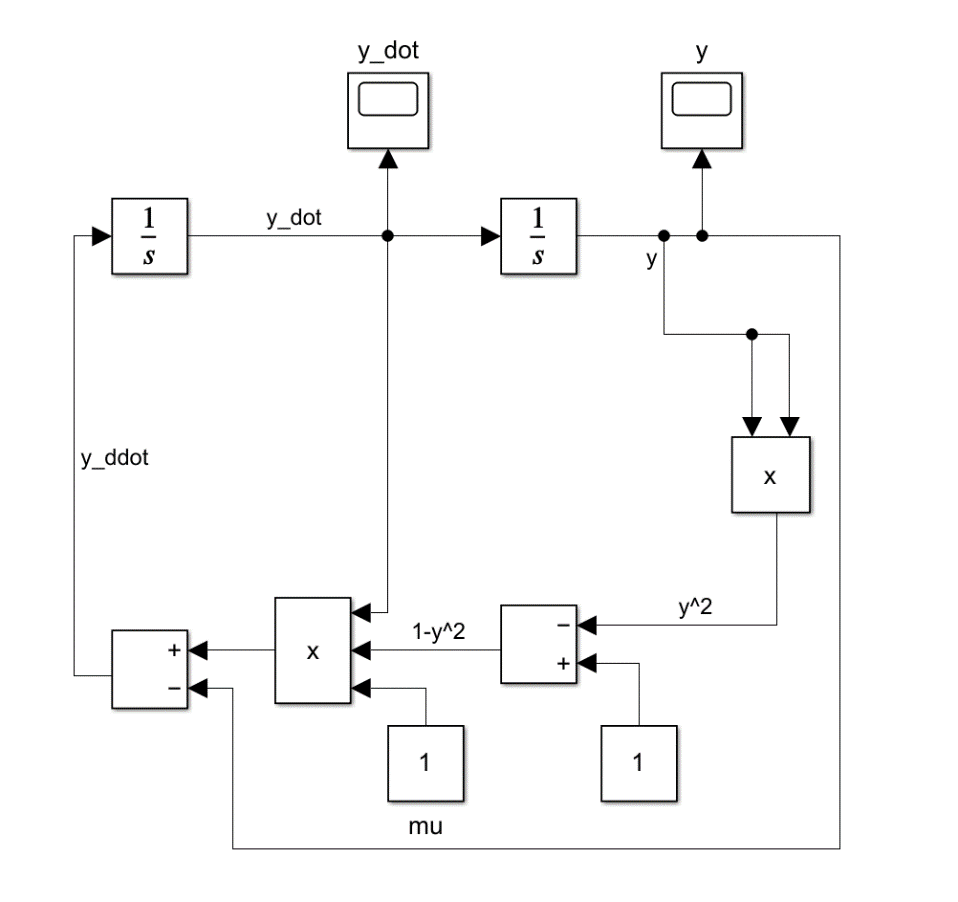 y_dot
y
1
s
y_dot
1
s
y
y_ddot
x
y^2
1-y^2
−
+
x
+
−
1
1
mu